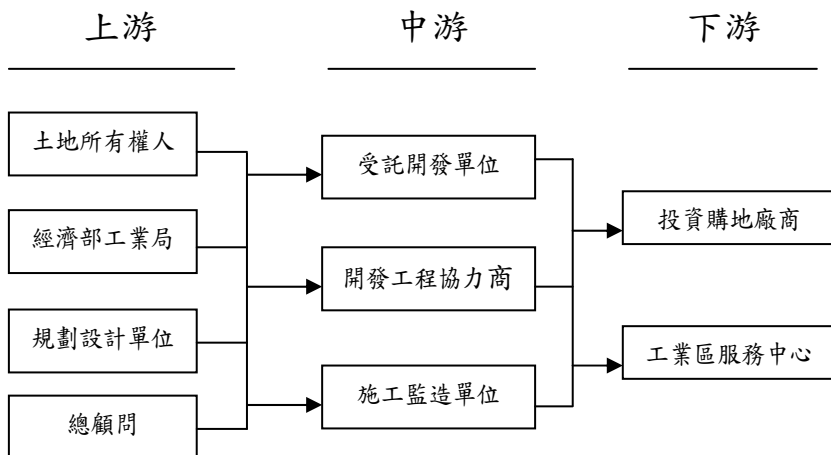 上游
中游
下游
土地所有權人
經濟部工業局
規劃設計單位
總顧問
受託開發單位
開發工程協力商
施工監造單位
投資購地廠商
工業區服務中心